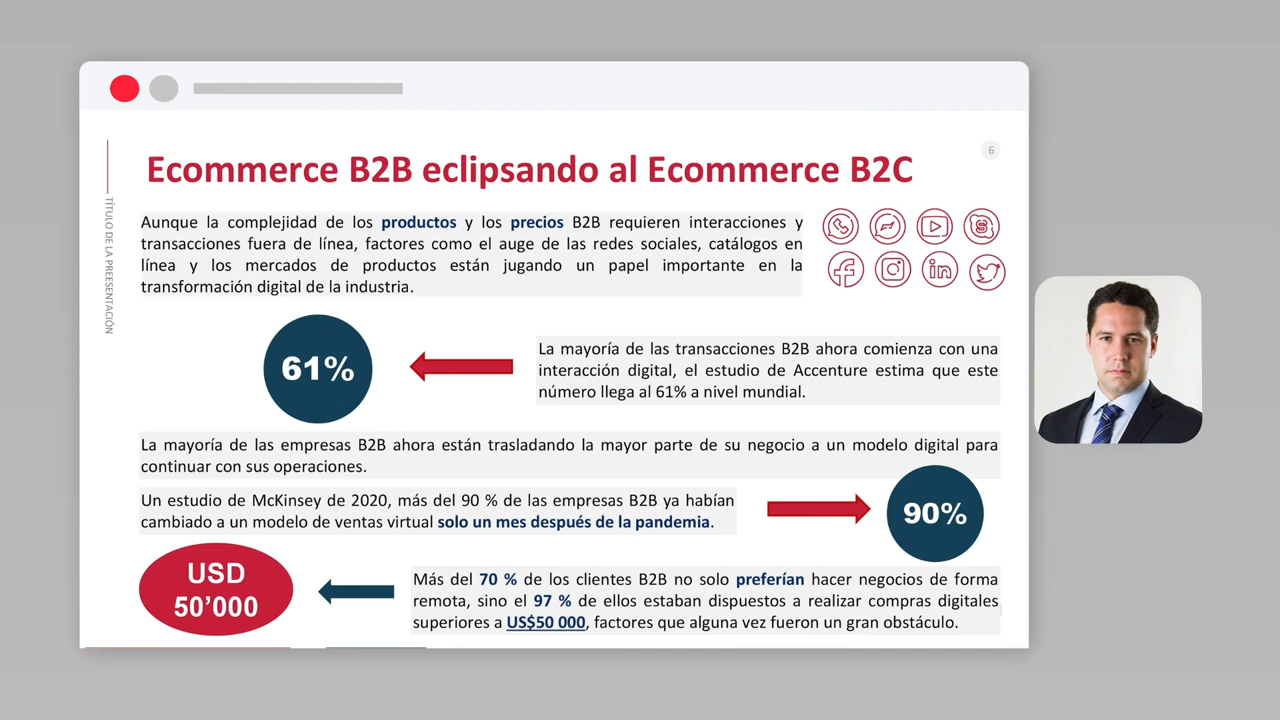 6
Ecommerce B2B eclipsando al Ecommerce B2C
TÍTULO DE LA PREESENTACIÓN
Aunque la complejidad de los productos y los precios B2B requieren interacciones y
transacciones fuera de línea, factores como el auge de las redes sociales, catálogos en
línea y los mercados de productos están jugando un papel importante en la
transformación digital de la industria.
61%
La mayoría de las transacciones B2B ahora comienza con una
interacción digital, el estudio de Accenture estima que este
número llega al 61% a nivel mundial.
La mayoría de las empresas B2B ahora están trasladando la mayor parte de su negocio a un modelo digital para
continuar con sus operaciones.
Un estudio de McKinsey de 2020, más del 90 % de las empresas B2B ya habían
cambiado a un modelo de ventas virtual solo un mes después de la pandemia.
90%
USD
50’000
Más del 70 % de los clientes B2B no solo preferían hacer negocios de forma
remota, sino el 97 % de ellos estaban dispuestos a realizar compras digitales
superiores a US$50 000, factores que alguna vez fueron un gran obstáculo.